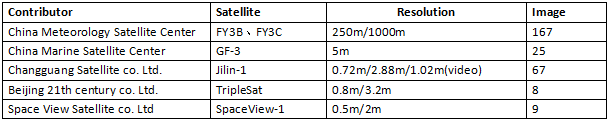 Contributor Satellite Resolution Image
China Meteorology Satellite Center FY3B、FY3C 250m/1000m 167
China Marine Satellite Center GF-3 5m 25
Changguang Satellite co. Ltd. Jilin-1 0.72m/2.88m/1.02m(video) 67
Beijing 21th century co. Ltd. TripleSat 0.8m/3.2m 8
Space View Satellite co. Ltd SpaceView-1 0.5m/2m 9